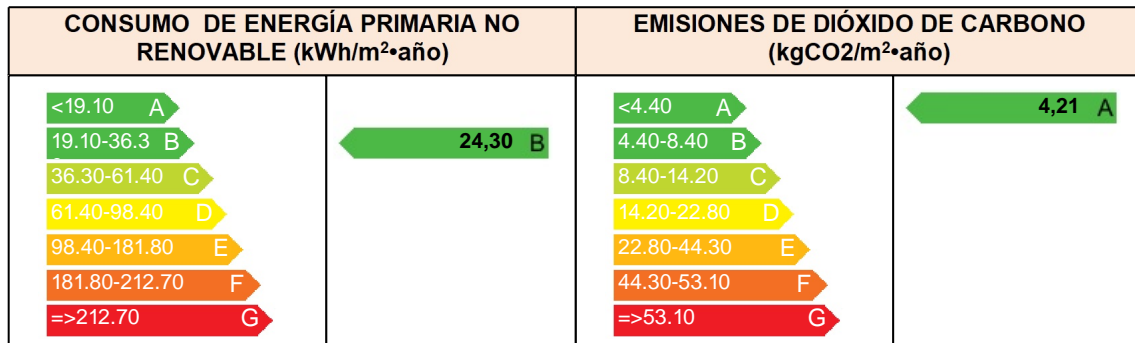 CONSUMO DE ENERGÍA PRIMARIA NO
RENOVABLE (kWh/m²•año)
EMISIONES DE DIÓXIDO DE CARBONO
(kgCO2/m²•año)
<19.10 A
19.10-36.3 B
36.30-61.40 C
61.40-98.40 D
98.40-181.80 E
181.80-212.70 F
=>212.70 G
24,30 B
<4.40 A
4.40-8.40 B
8.40-14.20 C
14.20-22.80 D
22.80-44.30 E
44.30-53.10 F
=>53.10 G
4,21 A